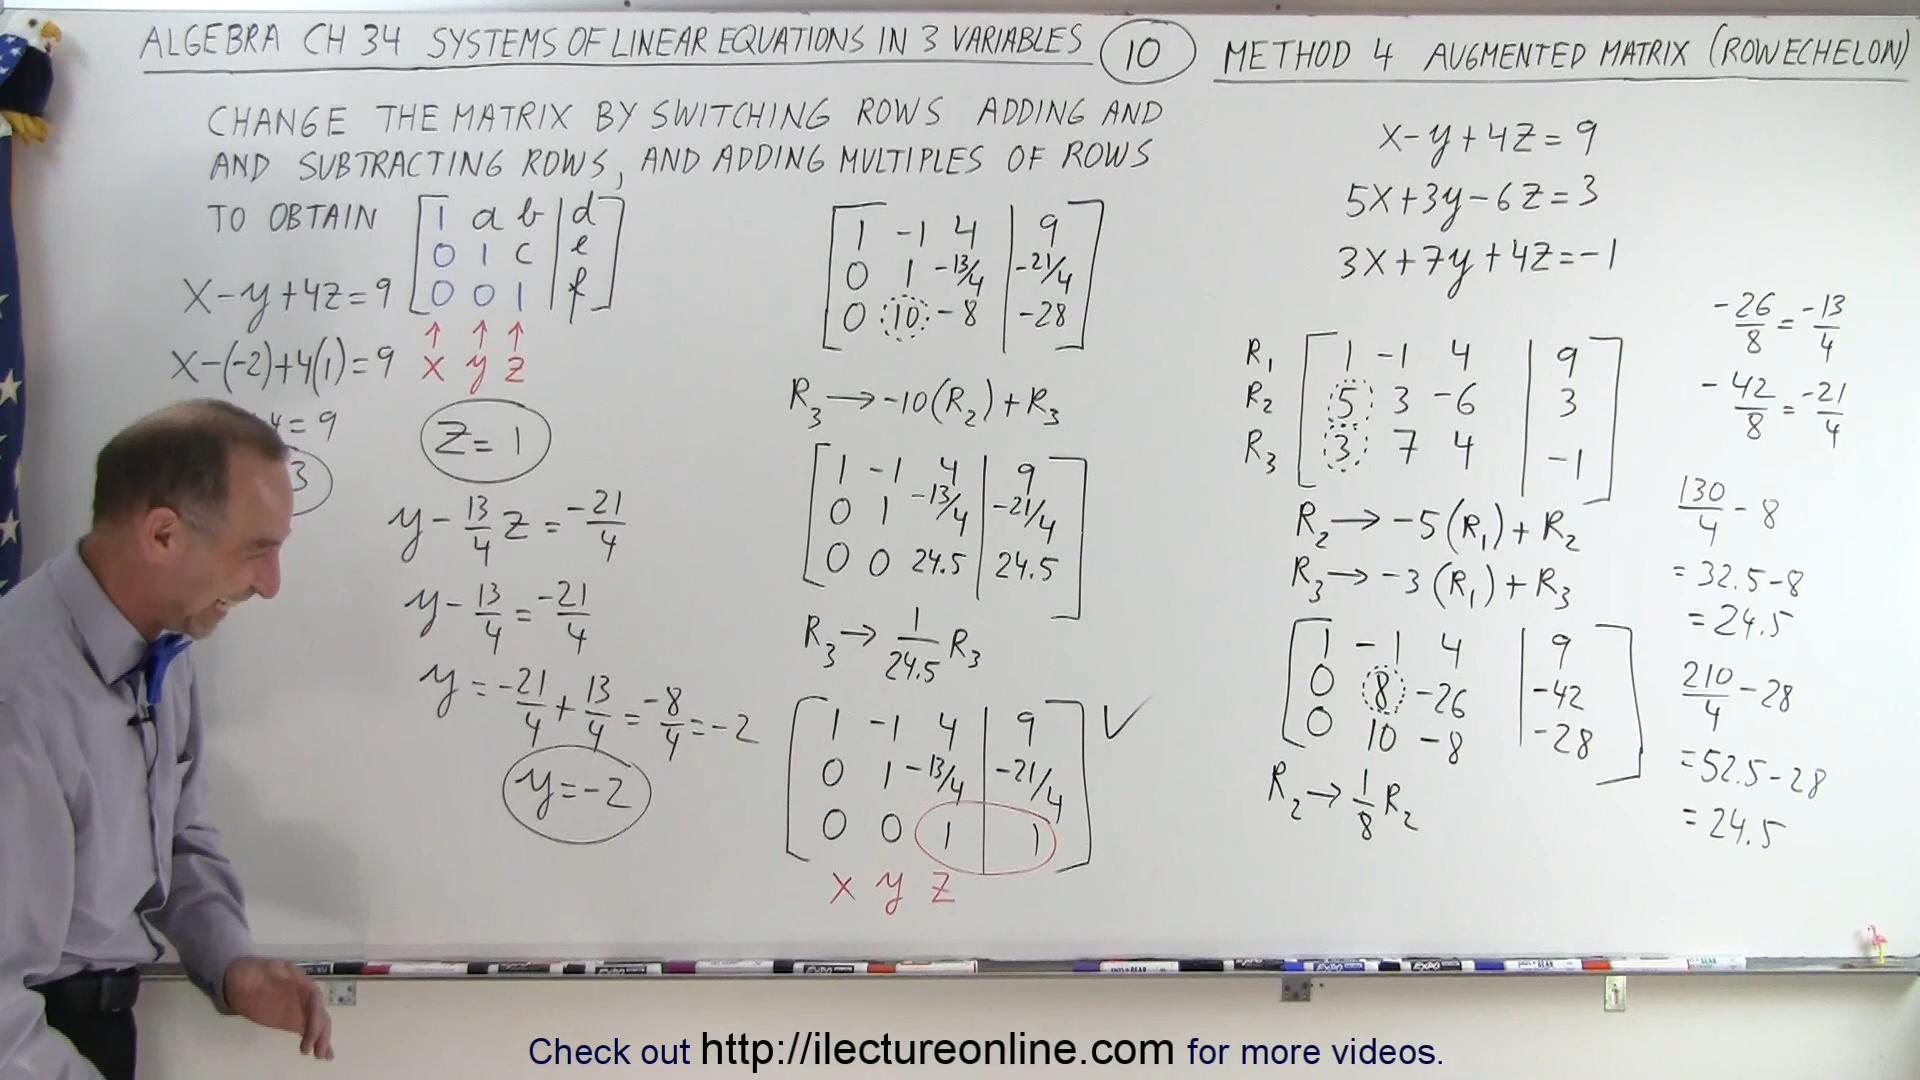 ALGEBRA CH 34 SYSTEMS OF LINEAR EQUATIONS IN 3 VARIABLES 10 METHOD 4 AUGMENTED MATRIX (ROW ECHELON)
CHANGE THE MATRIX BY SWITCHING ROWS ADDING AND
AND SUBTRACTING ROWS, AND ADDING MULTIPLES OF ROWS
TO OBTAIN
1 a b | d
0 1 c | e
0 0 1 | f
↑ ↑ ↑
x y z
x-y+4z=9
x-(-2)+4(1)=9
4=9
3
z=1
y-13/4 z=-21/4
y-13/4=-21/4
y=-21/4+13/4=-8/4=-2
y=-2
1 -1 4 | 9
0 1 -13/4 | -21/4
0 10 -8 | -28
R3→-10(R2)+R3
1 -1 4 | 9
0 1 -13/4 | -21/4
0 0 24.5 | 24.5
R3→1/24.5 R3
1 -1 4 | 9 ✓
0 1 -13/4 | -21/4
0 0 1 | 1
x y z
x-y+4z=9
5x+3y-6z=3
3x+7y+4z=-1
R1 1 -1 4 | 9
R2 5 3 -6 | 3
R3 3 7 4 | -1
R2→-5(R1)+R2
R3→-3(R1)+R3
1 -1 4 | 9
0 8 -26 | -42
0 10 -8 | -28
R2→1/8 R2
-26/8=-13/4
-42/8=-21/4
130/4-8
=32.5-8
=24.5
210/4-28
=52.5-28
=24.5
Check out http://ilectureonline.com for more videos.